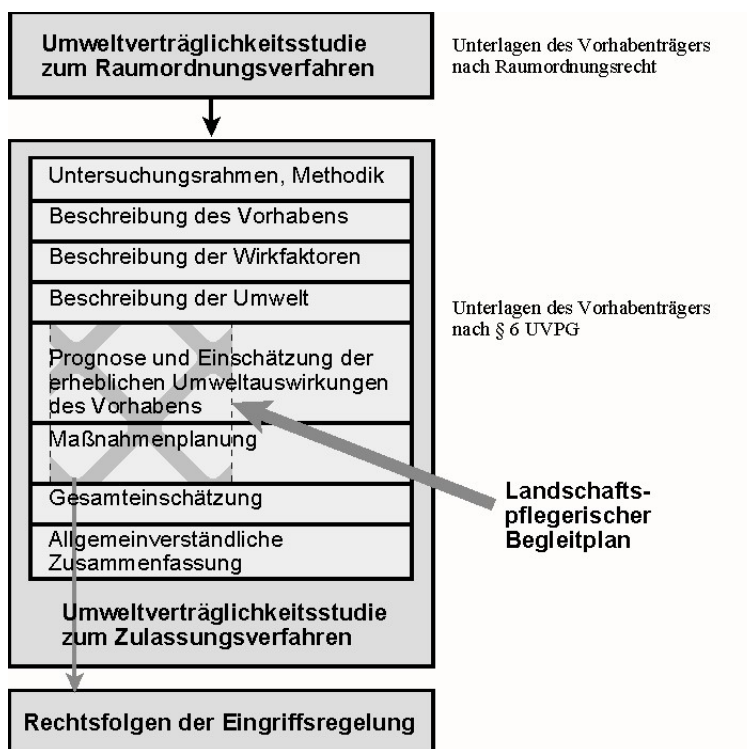 Umweltverträglichkeitsstudie
zum Raumordnungsverfahren
Unterlagen des Vorhabenträgers
nach Raumordnungsrecht
Untersuchungsrahmen, Methodik
Beschreibung des Vorhabens
Beschreibung der Wirkfaktoren
Beschreibung der Umwelt
Unterlagen des Vorhabenträgers
nach § 6 UVPG
Prognose und Einschätzung der
erheblichen Umweltauswirkungen
des Vorhabens
Maßnahmenplanung
Gesamteinschätzung
Landschafts-
pflegerischer
Begleitplan
Allgemeinverständliche
Zusammenfassung
Umweltverträglichkeitsstudie
zum Zulassungsverfahren
Rechtsfolgen der Eingriffsregelung